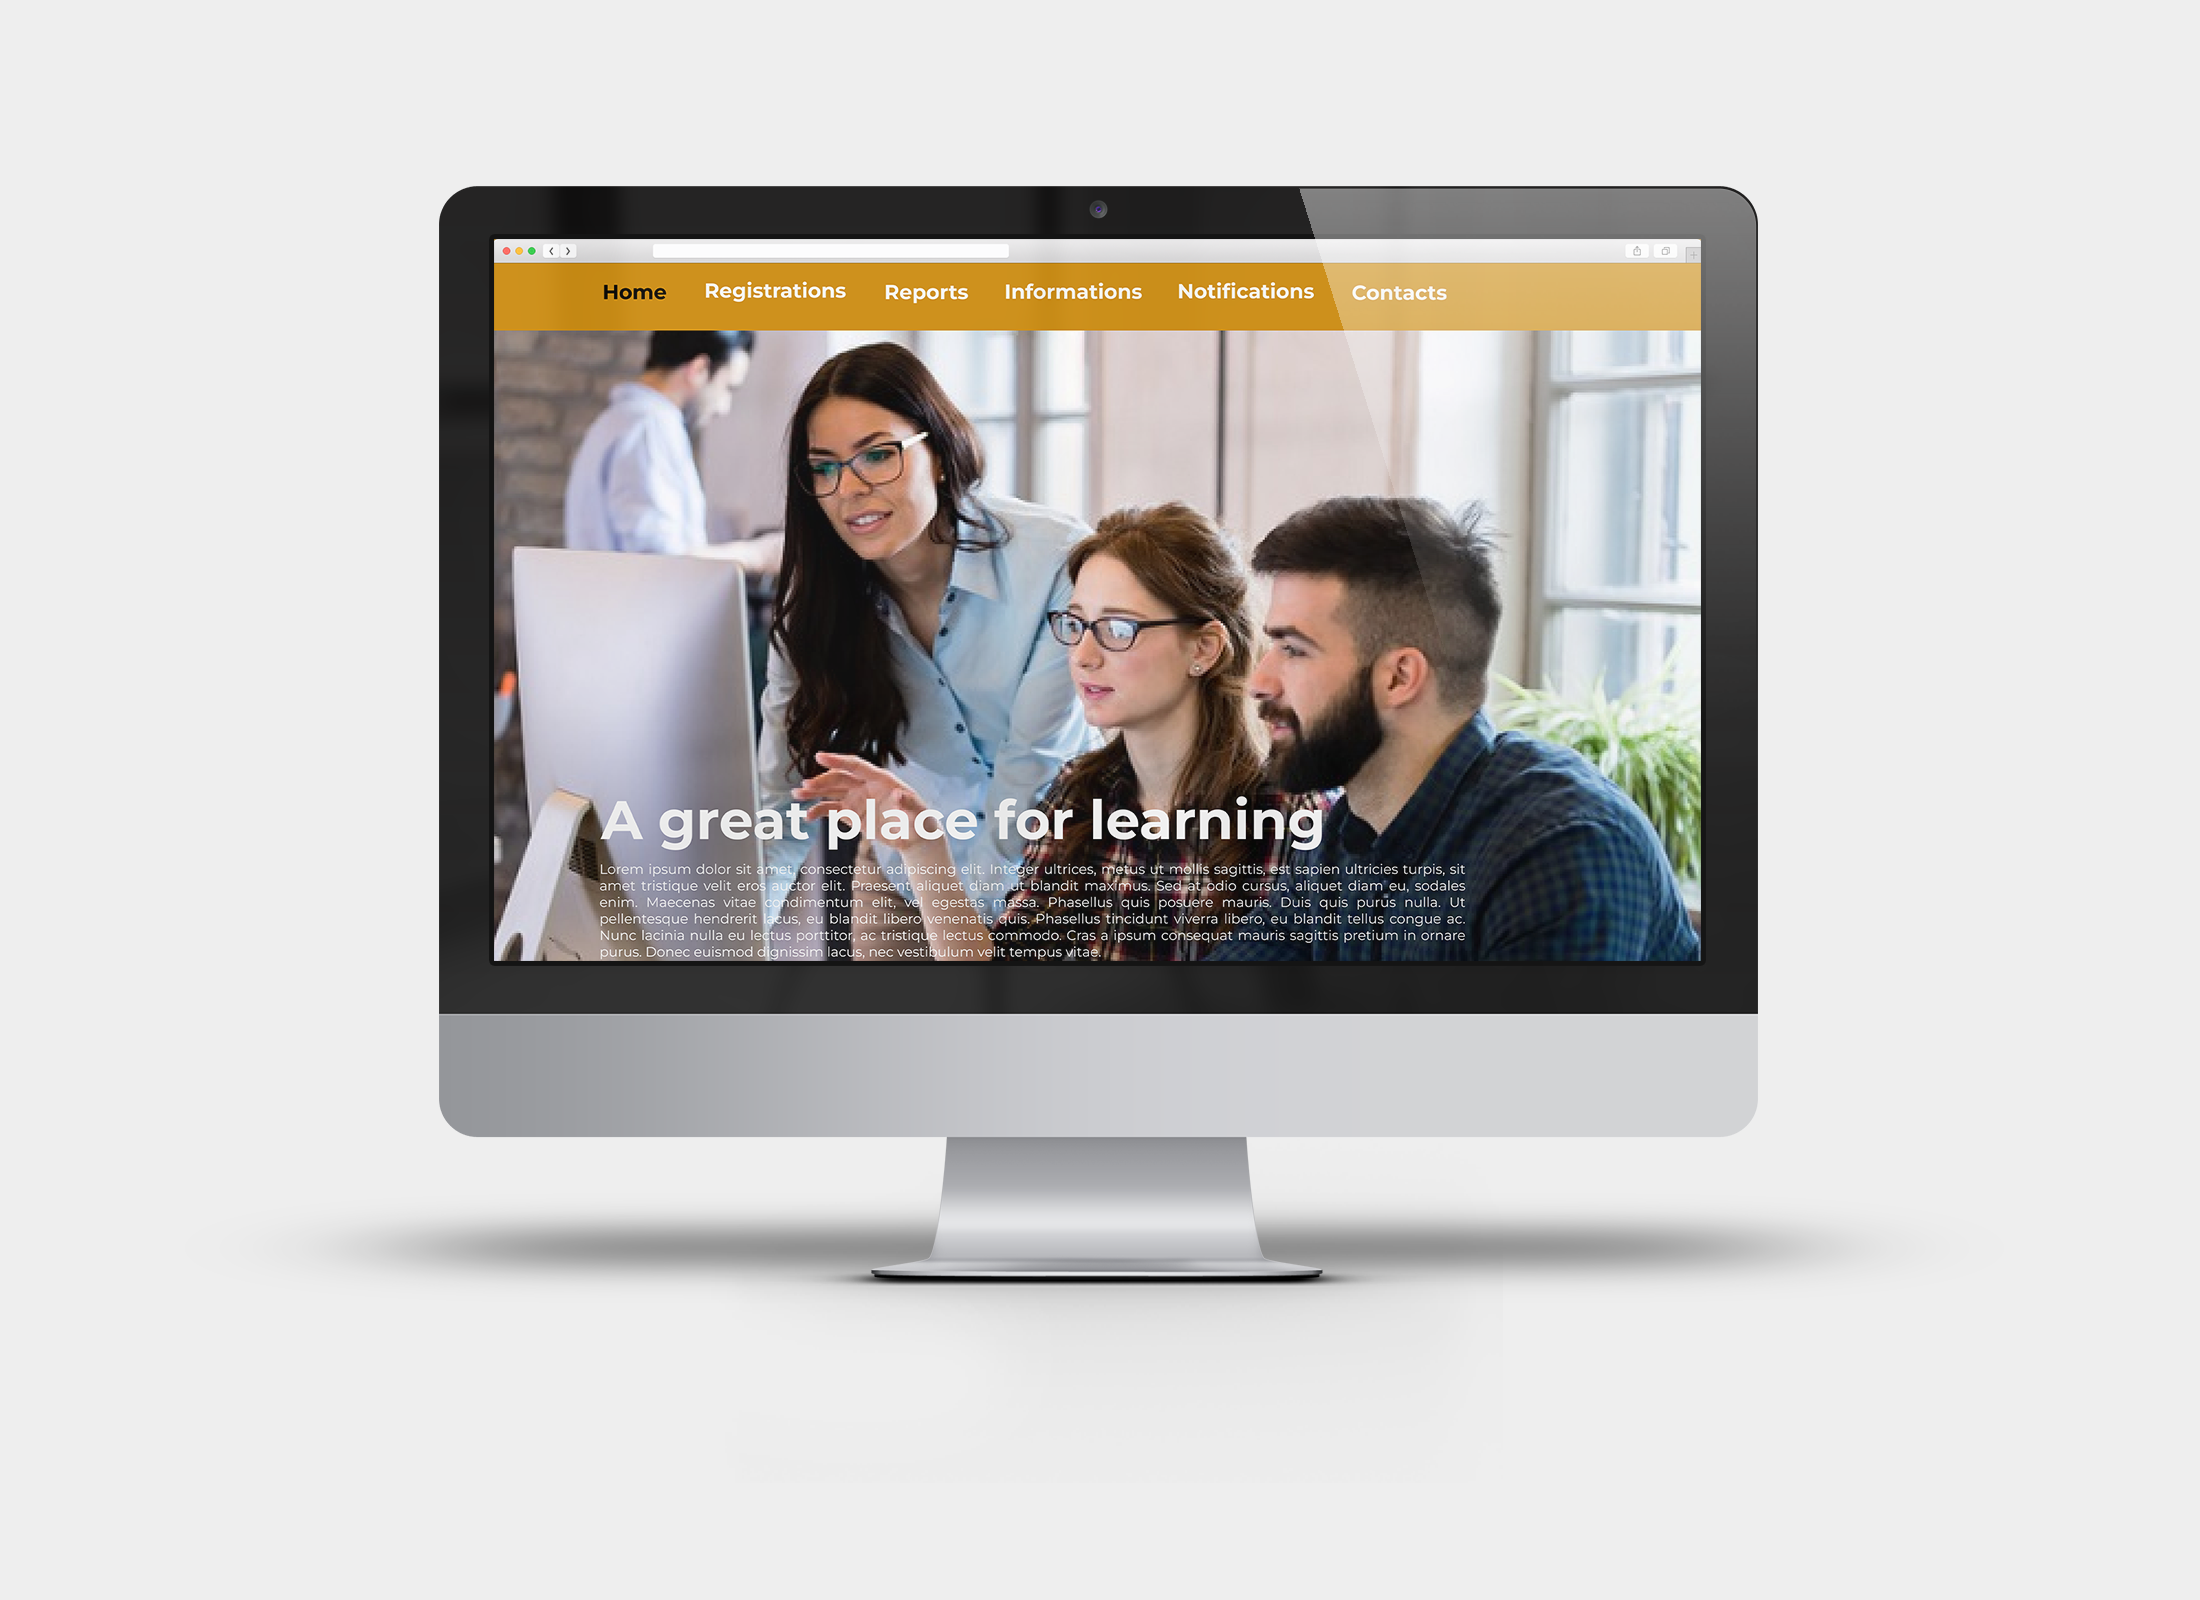 Home Registrations Reports Informations Notifications Contacts
A great place for learning
Lorem ipsum dolor sit amet, consectetur adipiscing elit. Integer ultrices, metus ut mollis sagittis, est sapien ultricies turpis, sit
amet tristique velit eros auctor elit. Praesent aliquet diam ut blandit maximus. Sed at odio cursus, aliquet diam eu, sodales
enim. Maecenas vitae condimentum elit, vel egestas massa. Phasellus quis posuere mauris. Duis quis purus nulla. Ut
pellentesque hendrerit lacus, eu blandit libero venenatis quis. Phasellus tincidunt viverra libero, eu blandit tellus congue ac.
Nunc lacinia nulla eu lectus porttitor, ac tristique lectus commodo. Cras a ipsum consequat mauris sagittis pretium in ornare
purus. Donec euismod dignissim lacus, nec vestibulum velit tempus vitae.